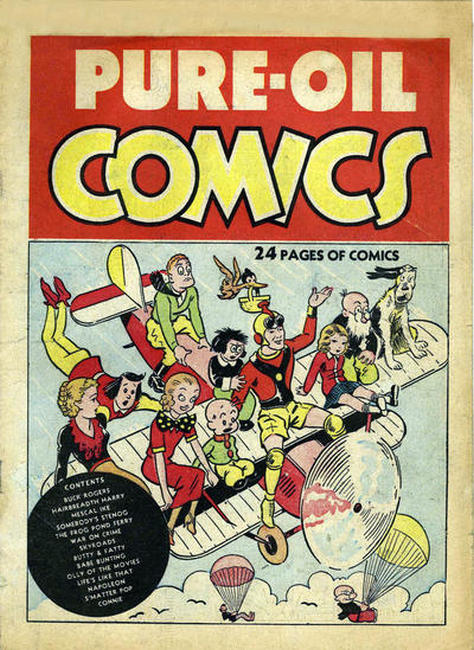 PURE-OIL
COMICS
24 PAGES OF COMICS
CONTENTS
BUCK ROGERS
HAIRBREADTH HARRY
MESCAL IKE
SOMEBODY'S STENOG
THE FROG POND FERRY
WAR ON CRIME
SKYROADS
BUTTY & FATTY
BABE BUNTING
OLLY OF THE MOVIES
LIFE'S LIKE THAT
NAPOLEON
S'MATTER POP
CONNIE